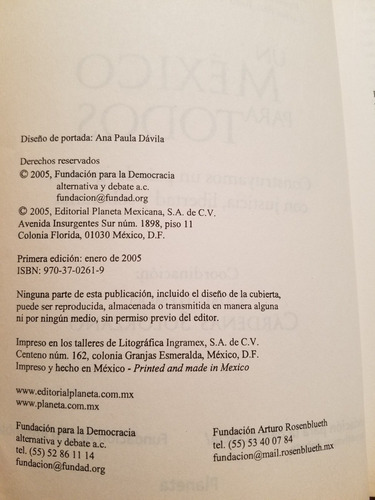 Diseño de portada: Ana Paula Dávila
Derechos reservados
© 2005, Fundación para la Democracia
alternativa y debate a.c.
fundacion@fundad.org
© 2005, Editorial Planeta Mexicana, S.A. de C.V.
Avenida Insurgentes Sur núm. 1898, piso 11
Colonia Florida, 01030 México, D.F.
Primera edición: enero de 2005
ISBN: 970-37-0261-9
Ninguna parte de esta publicación, incluido el diseño de la cubierta,
puede ser reproducida, almacenada o transmitida en manera alguna
ni por ningún medio, sin permiso previo del editor.
Impreso en los talleres de Litográfica Ingramex, S.A. de C.V.
Centeno núm. 162, colonia Granjas Esmeralda, México, D.F.
Impreso y hecho en México - Printed and made in Mexico
www.editorialplaneta.com.mx
www.planeta.com.mx
Fundación para la Democracia
alternativa y debate a.c.
tel. (55) 52 86 11 14
fundacion@fundad.org
Fundación Arturo Rosenblueth
tel. (55) 53 40 07 84
fundacion@mail.rosenblueth.mx
UN
MÉXICO
PARA
TODOS
Coordinación:
Planeta